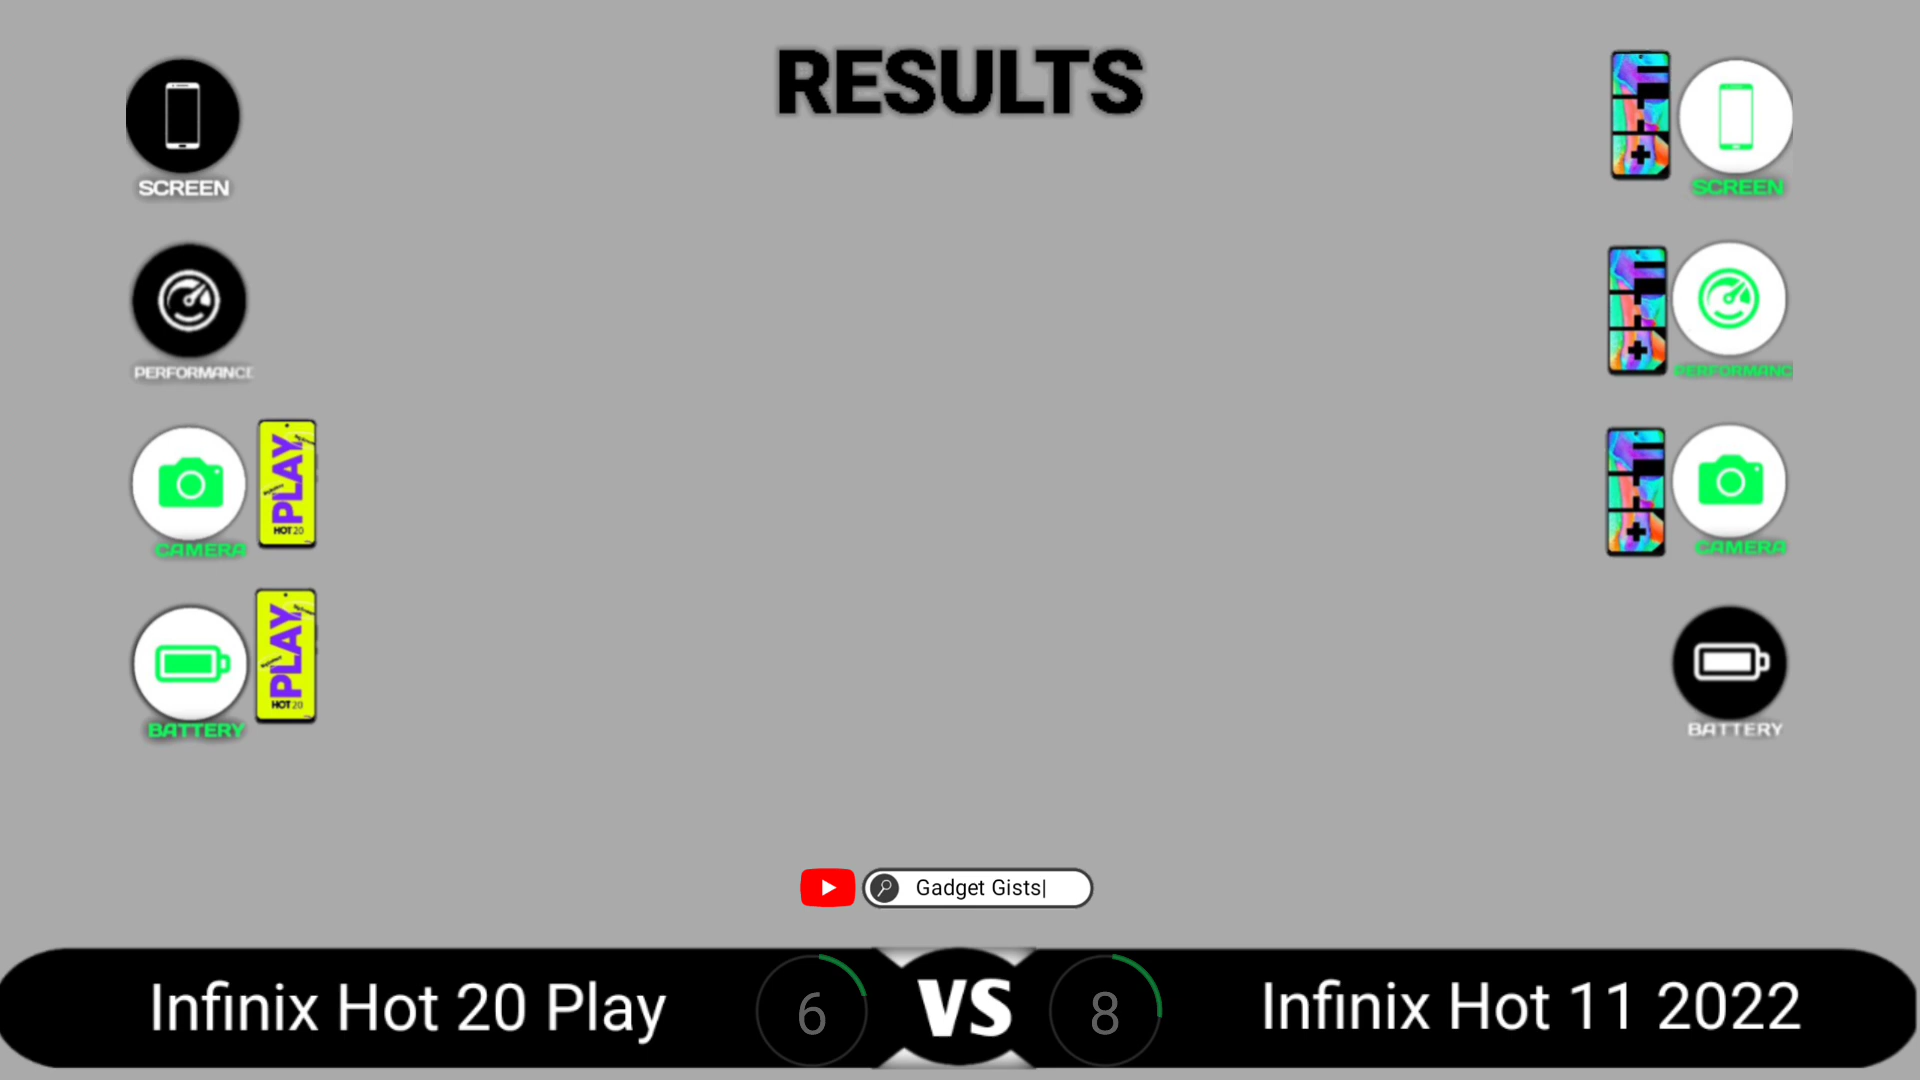 RESULTS
SCREEN
SCREEN
PERFORMANCE
PERFORMANC
CAMERA
PLAY
HOT 20
CAMERA
BATTERY
PLAY
HOT 20
BATTERY
Gadget Gists|
Infinix Hot 20 Play
6
VS
8
Infinix Hot 11 2022